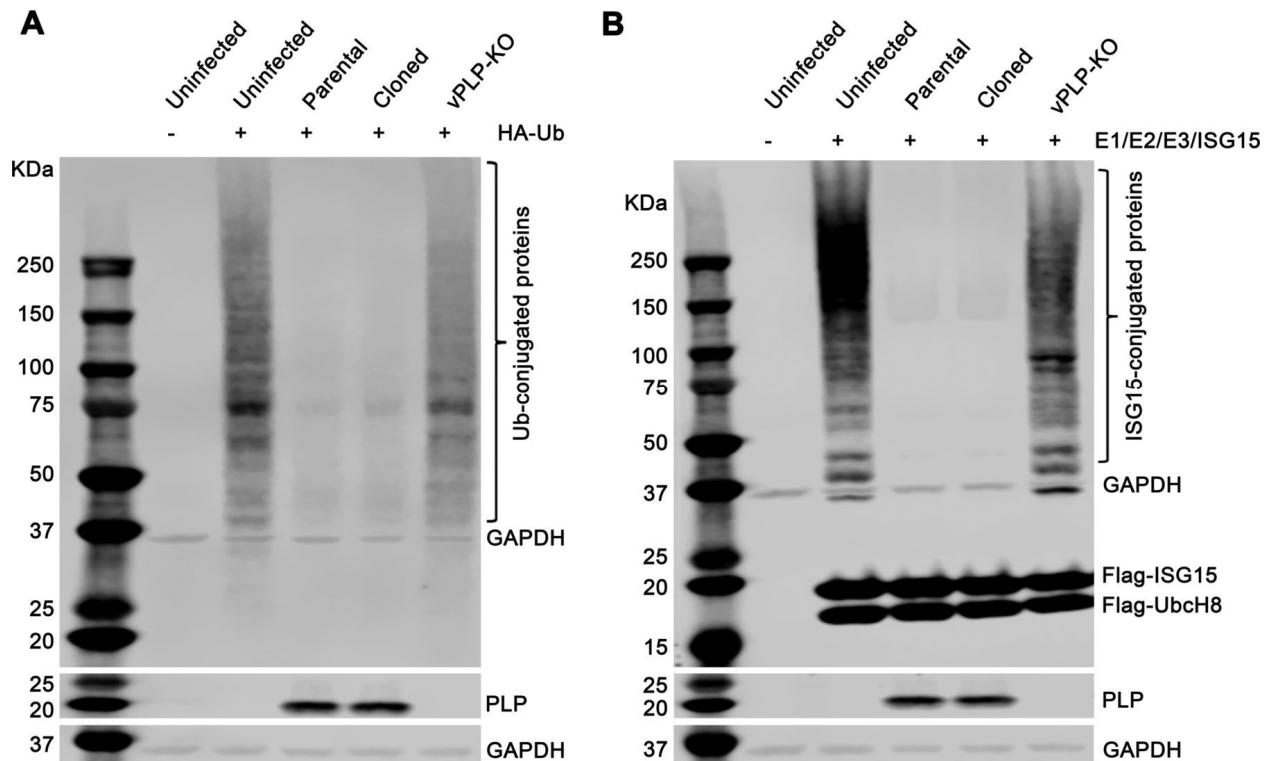 A
Uninfected
Uninfected
Parental
Cloned
vPLP-KO
- + + + + HA-Ub
KDa
250
150
100
75
50
37
25
20
Ub-conjugated proteins
GAPDH
25
20
PLP
37
GAPDH
B
Uninfected
Uninfected
Parental
Cloned
vPLP-KO
- + + + + E1/E2/E3/ISG15
KDa
250
150
100
75
50
37
25
20
15
ISG15-conjugated proteins
GAPDH
Flag-ISG15
Flag-UbcH8
25
20
PLP
37
GAPDH